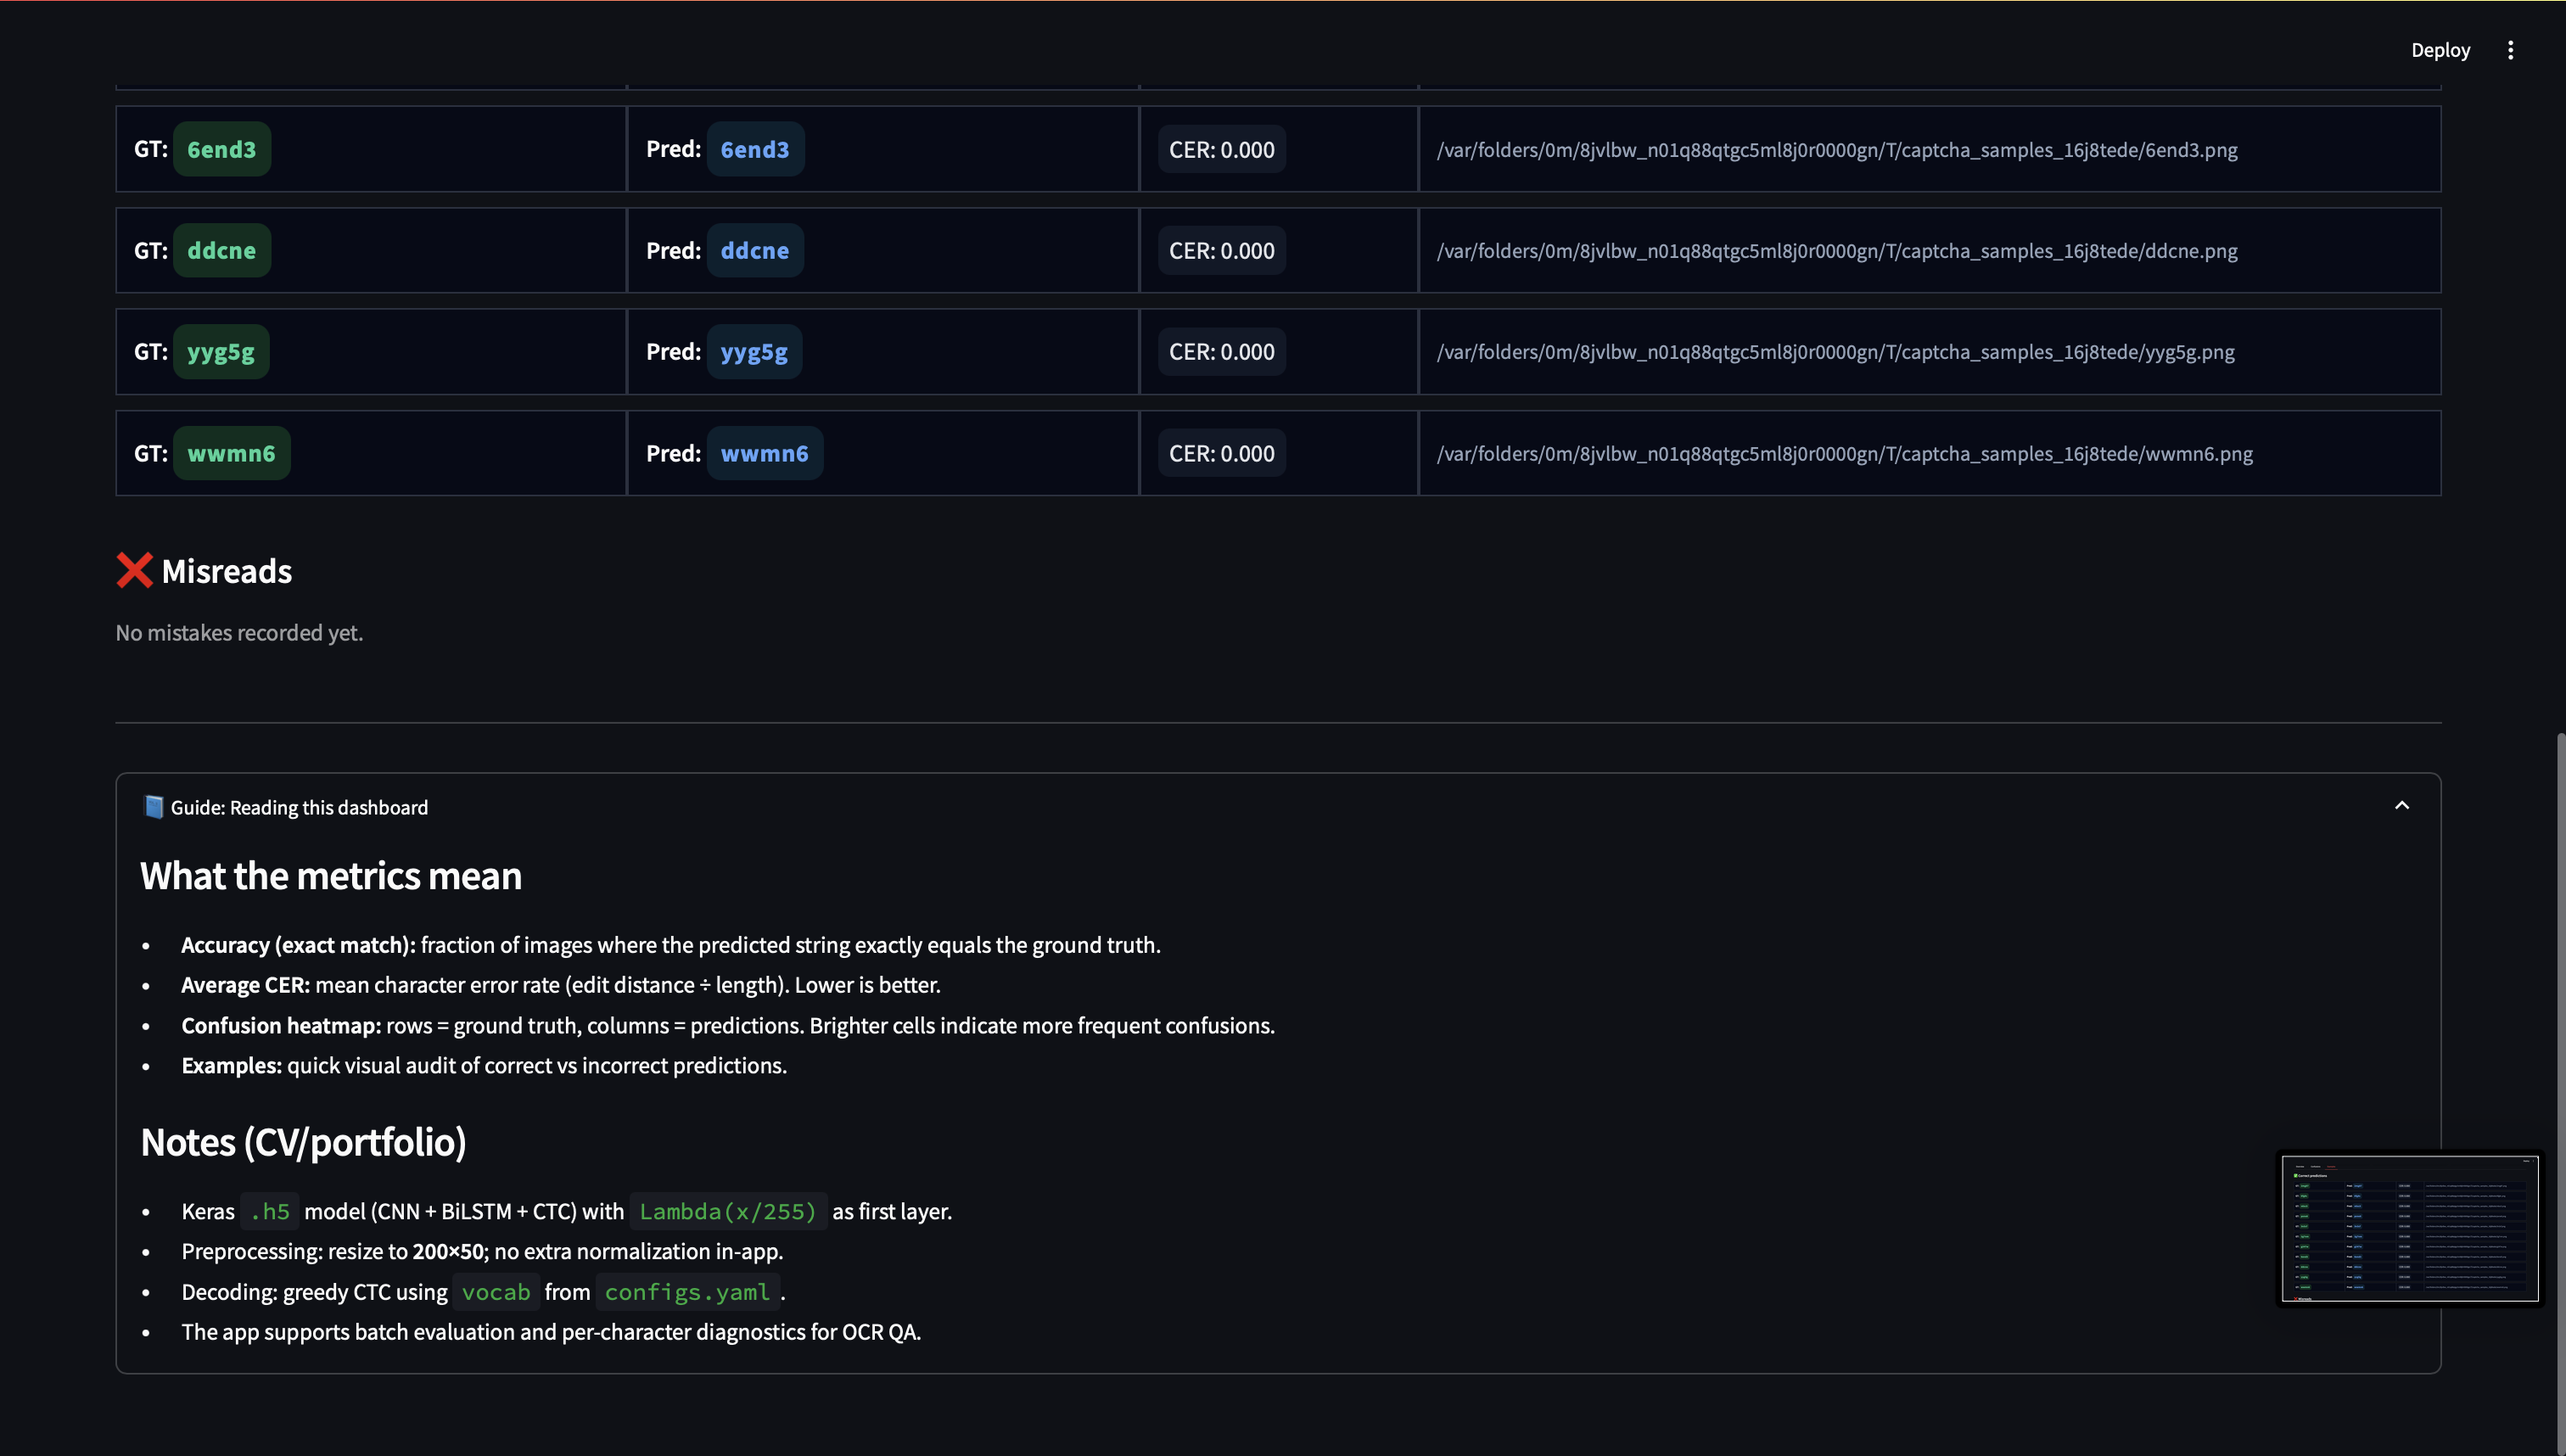 Deploy
GT: 6end3 Pred: 6end3 CER: 0.000 /var/folders/0m/8jvlbw_n01q88qtgc5ml8j0r0000gn/T/captcha_samples_16j8tede/6end3.png
GT: ddcne Pred: ddcne CER: 0.000 /var/folders/0m/8jvlbw_n01q88qtgc5ml8j0r0000gn/T/captcha_samples_16j8tede/ddcne.png
GT: yyg5g Pred: yyg5g CER: 0.000 /var/folders/0m/8jvlbw_n01q88qtgc5ml8j0r0000gn/T/captcha_samples_16j8tede/yyg5g.png
GT: wwmn6 Pred: wwmn6 CER: 0.000 /var/folders/0m/8jvlbw_n01q88qtgc5ml8j0r0000gn/T/captcha_samples_16j8tede/wwmn6.png
❌ Misreads
No mistakes recorded yet.
📘 Guide: Reading this dashboard
What the metrics mean
• Accuracy (exact match): fraction of images where the predicted string exactly equals the ground truth.
• Average CER: mean character error rate (edit distance ÷ length). Lower is better.
• Confusion heatmap: rows = ground truth, columns = predictions. Brighter cells indicate more frequent confusions.
• Examples: quick visual audit of correct vs incorrect predictions.
Notes (CV/portfolio)
• Keras .h5 model (CNN + BiLSTM + CTC) with Lambda(x/255) as first layer.
• Preprocessing: resize to 200×50; no extra normalization in-app.
• Decoding: greedy CTC using vocab from configs.yaml .
• The app supports batch evaluation and per-character diagnostics for OCR QA.